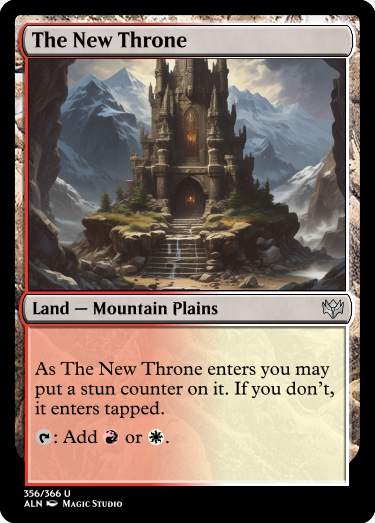 The New Throne
Land — Mountain Plains
As The New Throne enters you may
put a stun counter on it. If you don't,
it enters tapped.
: Add or .
356/366 U
ALN Magic Studio